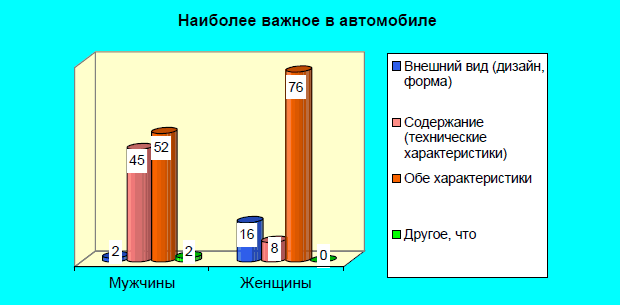 Наиболее важное в автомобиле
76
52
45
16
8
2
2
0
Мужчины
Женщины
Внешний вид (дизайн,
форма)
Содержание
(технические
характеристики)
Обе характеристики
Другое, что